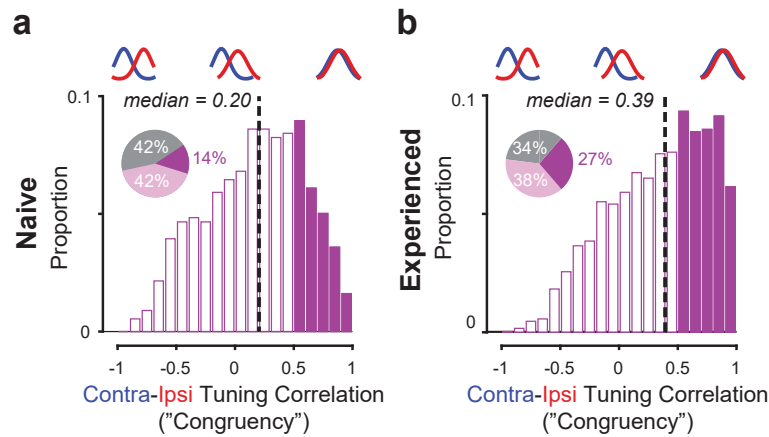 a
median = 0.20
0.1
42%
14%
42%
Naive
Proportion
0
-1
-0.5
0
0.5
1
Contra-Ipsi Tuning Correlation
("Congruency")
b
median = 0.39
0.1
34%
27%
38%
Experienced
Proportion
0
-1
-0.5
0
0.5
1
Contra-Ipsi Tuning Correlation
("Congruency")